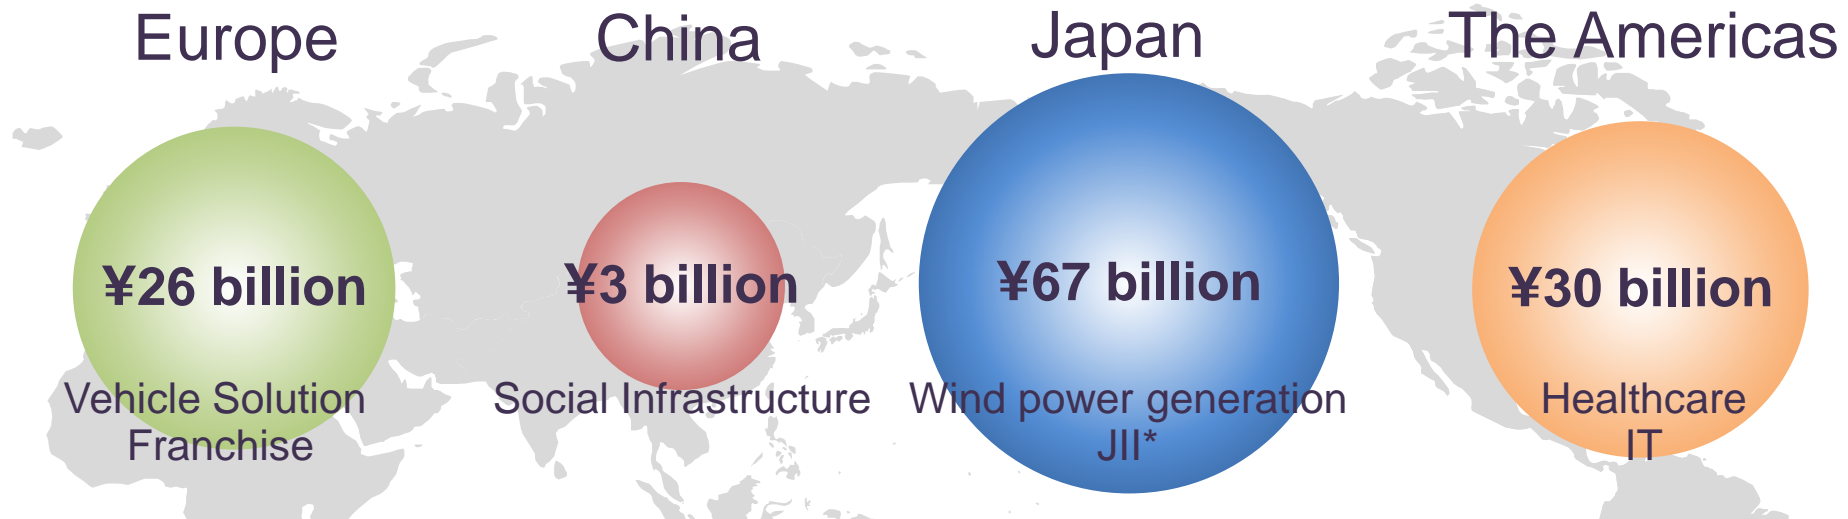 Europe
China
Japan
The Americas
¥26 billion
¥3 billion
¥67 billion
¥30 billion
Vehicle Solution
Franchise
Social Infrastructure
Wind power generation
JII*
Healthcare
IT